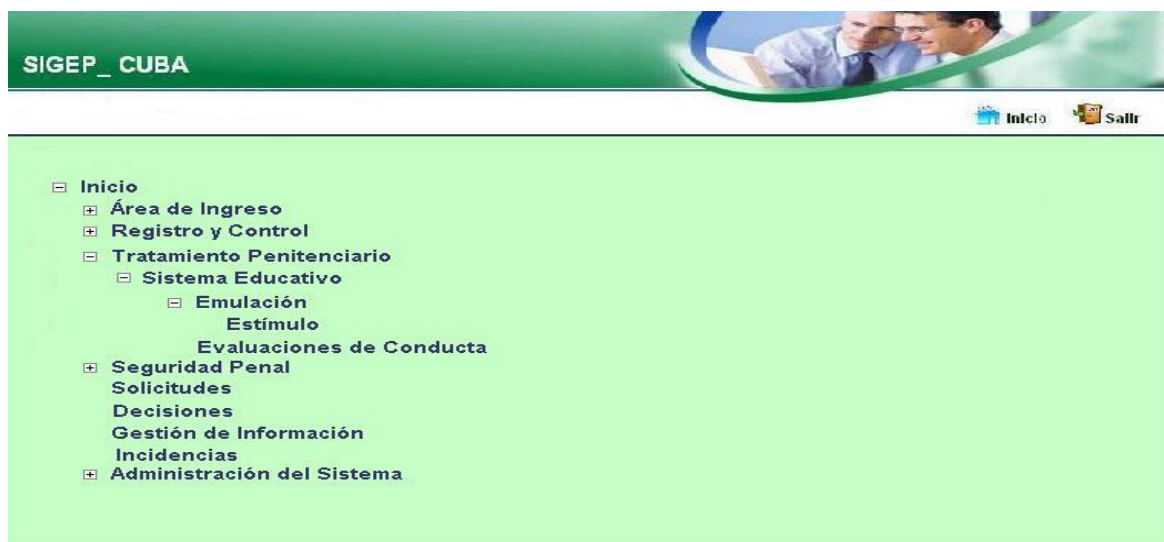 SIGEP_ CUBA
Inicio Salir
Inicio
Área de Ingreso
Registro y Control
Tratamiento Penitenciario
Sistema Educativo
Emulación
Estímulo
Evaluaciones de Conducta
Seguridad Penal
Solicitudes
Decisiones
Gestión de Información
Incidencias
Administración del Sistema